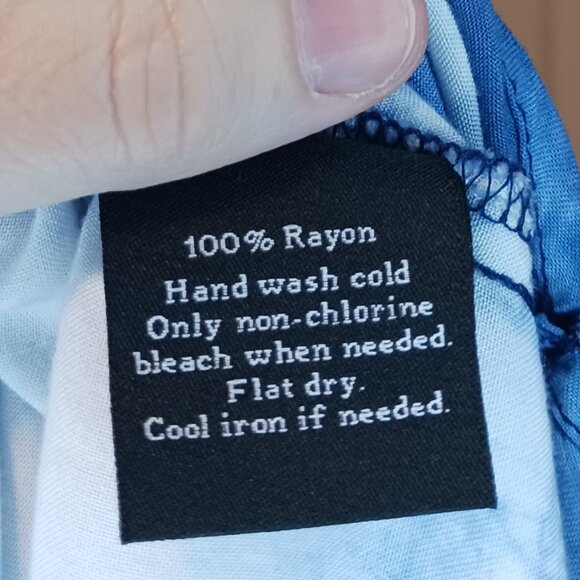 100% Rayon
Hand wash cold
Only non-chlorine
bleach when needed.
Flat dry.
Cool iron if needed.